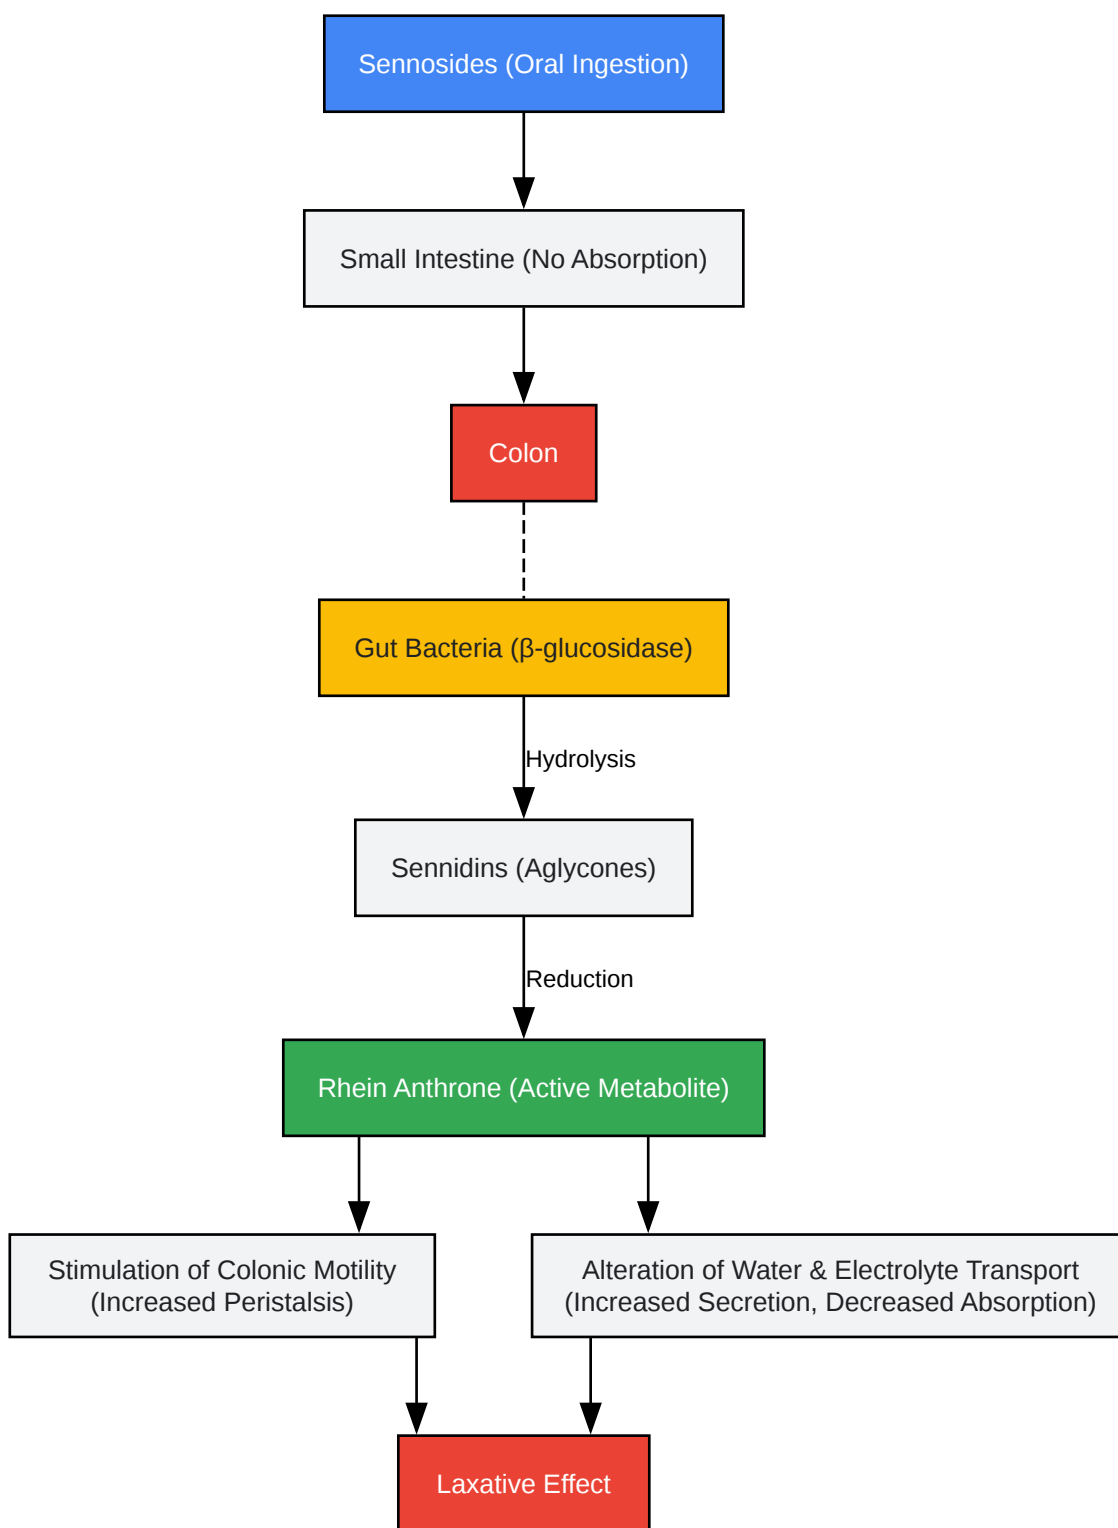 Sennosides (Oral Ingestion)
Small Intestine (No Absorption)
Colon
Gut Bacteria (β-glucosidase)
Hydrolysis
Sennidins (Aglycones)
Reduction
Rhein Anthrone (Active Metabolite)
Stimulation of Colonic Motility
(Increased Peristalsis)
Alteration of Water & Electrolyte Transport
(Increased Secretion, Decreased Absorption)
Laxative Effect